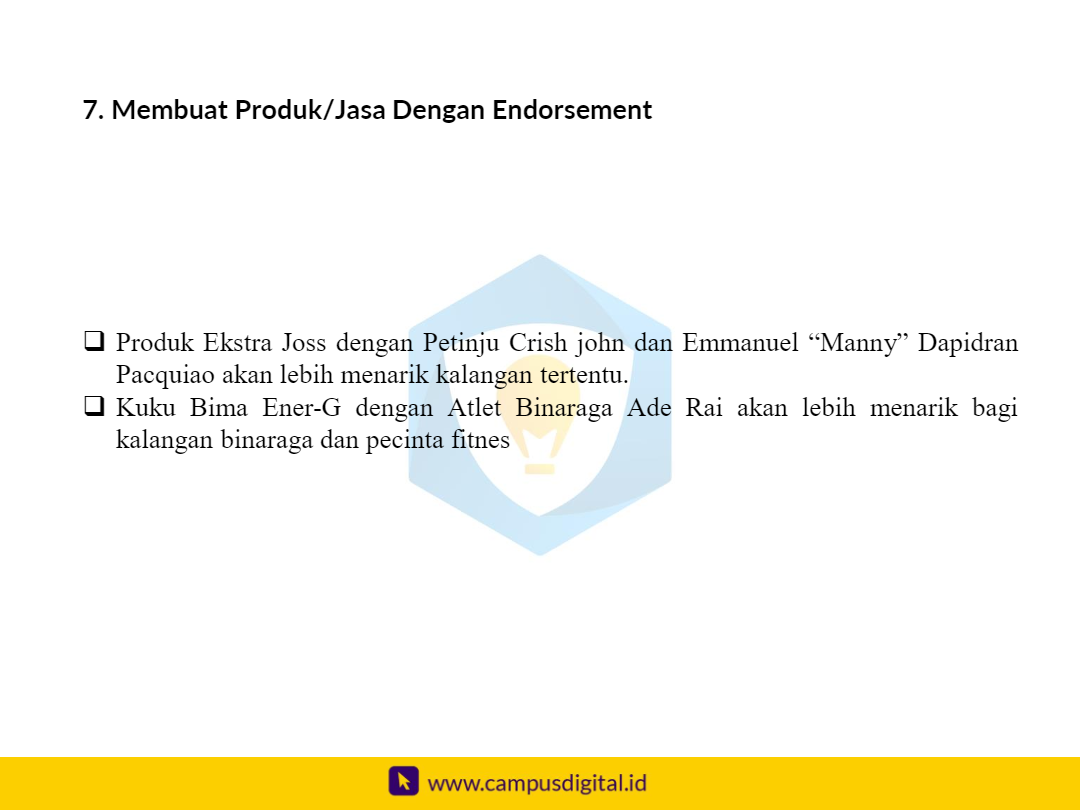 7. Membuat Produk/Jasa Dengan Endorsement
❑ Produk Ekstra Joss dengan Petinju Crish john dan Emmanuel “Manny” Dapidran
Pacquiao akan lebih menarik kalangan tertentu.
❑ Kuku Bima Ener-G dengan Atlet Binaraga Ade Rai akan lebih menarik bagi
kalangan binaraga dan pecinta fitnes
www.campusdigital.id